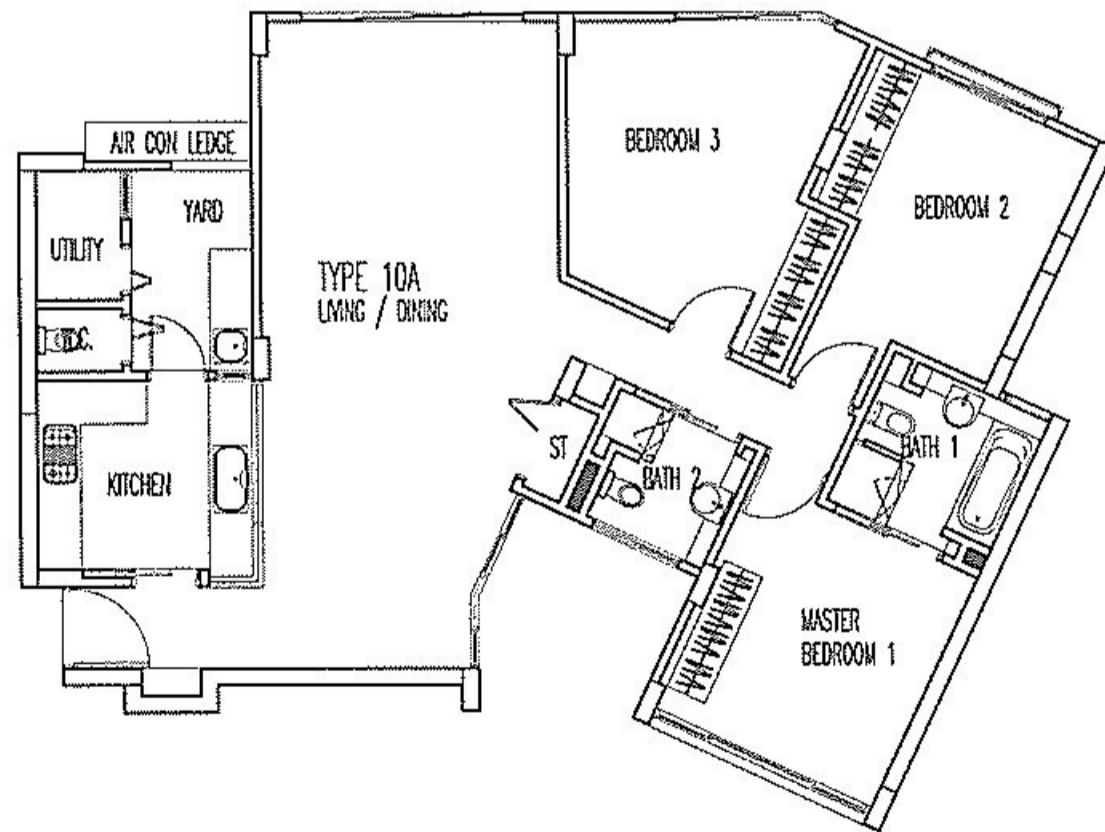 AIR CON LEDGE
YARD
UTILITY
KITCHEN
TYPE 10A
LIVING / DINING
BEDROOM 3
BEDROOM 2
ST
BATH 2
BATH 1
MASTER
BEDROOM 1